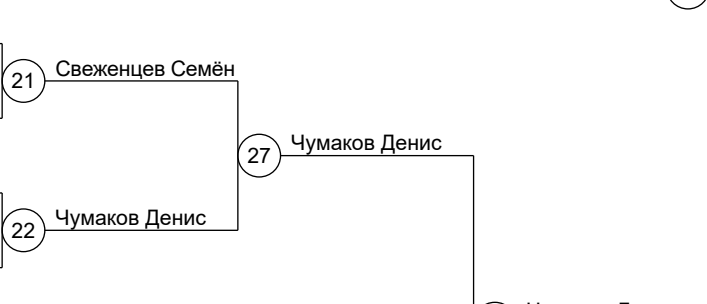 21 Свеженцев Семён
27 Чумаков Денис
22 Чумаков Денис